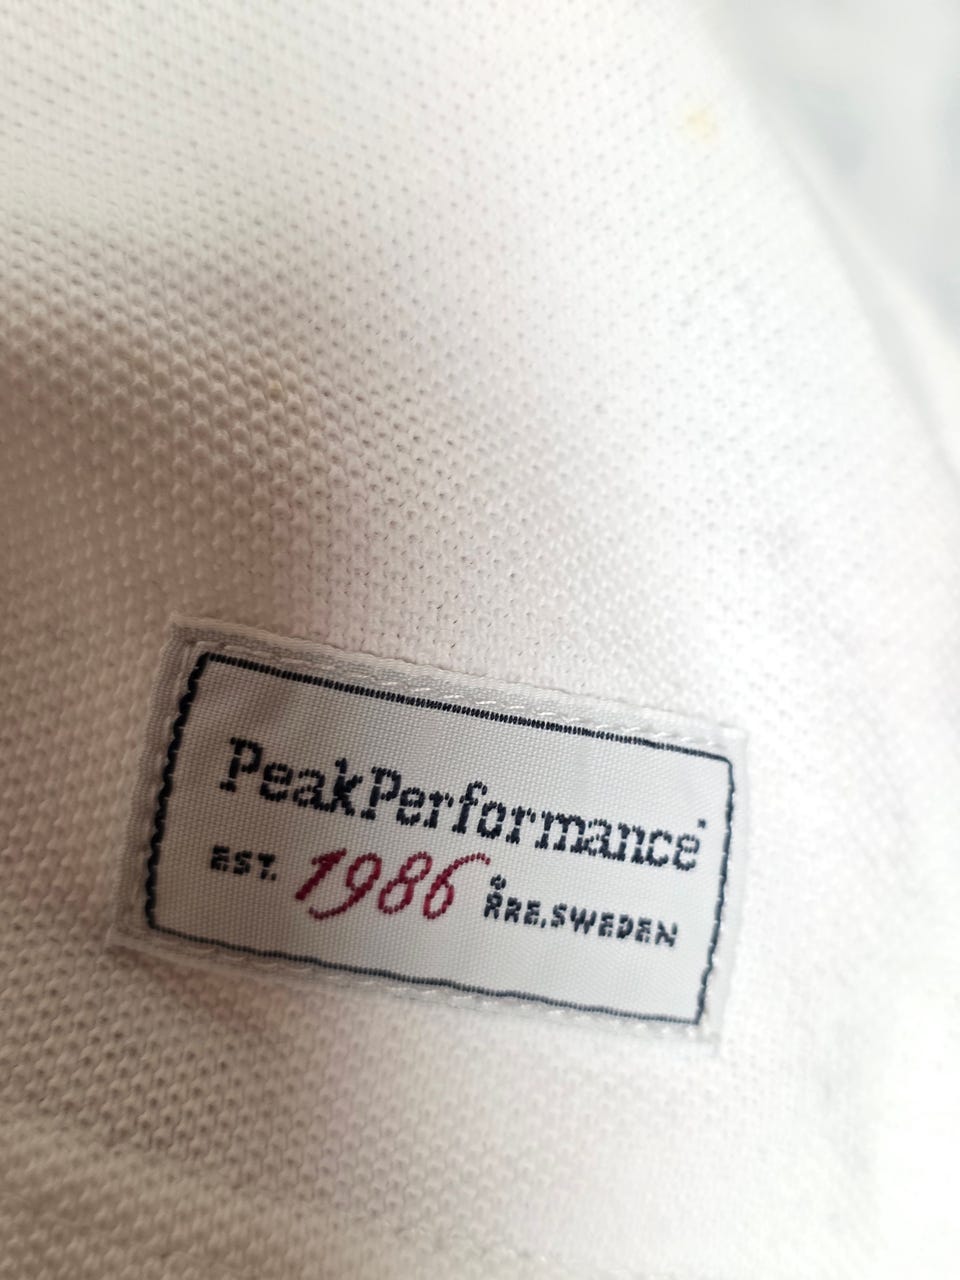 PeakPerformance
EST. 1986 ÅRE, SWEDEN